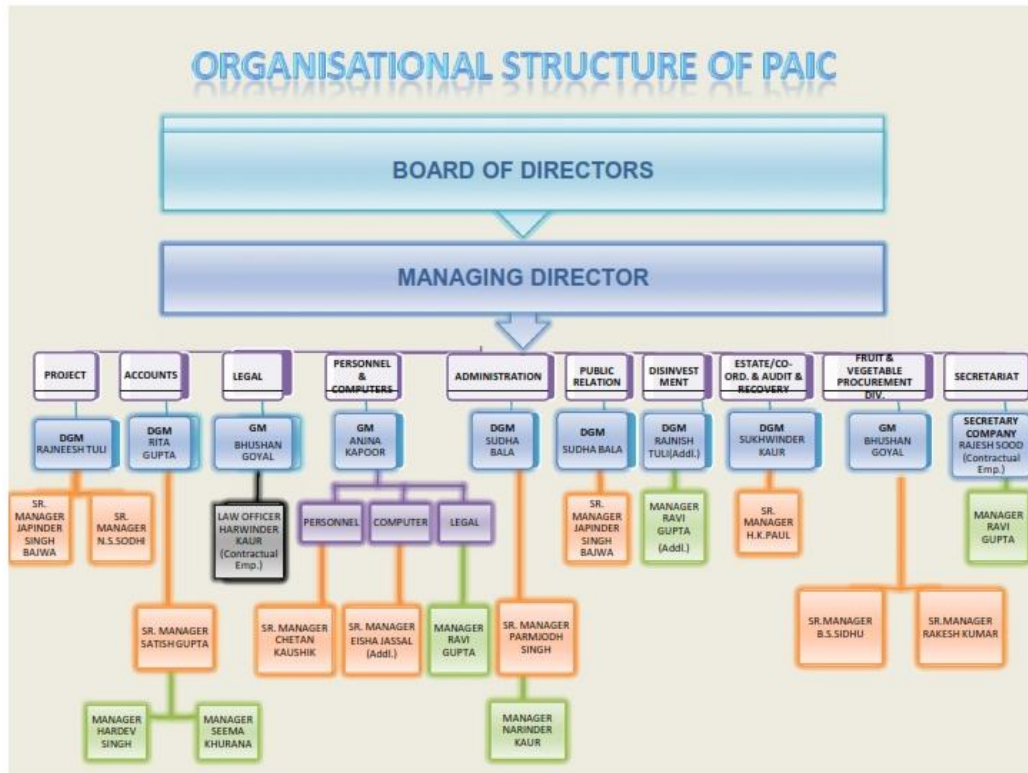 ORGANISATIONAL STRUCTURE OF PAIC
BOARD OF DIRECTORS
MANAGING DIRECTOR
PROJECT
ACCOUNTS
LEGAL
PERSONNEL
&
COMPUTERS
ADMINISTRATION
PUBLIC
RELATION
DISINVEST
MENT
ESTATE/CO-
ORD. & AUDIT &
RECOVERY
FRUIT &
VEGETABLE
PROCUREMENT
DIV.
SECRETARIAT
DGM
RAJNEESH TULI
DGM
RITA
GUPTA
GM
BHUSHAN
GOYAL
GM
ANJNA
KAPOOR
DGM
SUDHA
BALA
DGM
SUDHA BALA
DGM
RAJNISH
TULI(Addl.)
DGM
SUKHWINDER
KAUR
GM
BHUSHAN
GOYAL
SECRETARY
COMPANY
RAJESH SOOD
(Contractual
Emp.)
SR.
MANAGER
JAPINDER
SINGH
BAJWA
SR.
MANAGER
N.S.SODHI
LAW OFFICER
HARWINDER
KAUR
(Contractual
Emp.)
PERSONNEL
COMPUTER
LEGAL
SR.
MANAGER
JAPINDER
SINGH
BAJWA
MANAGER
RAVI
GUPTA
(Addl.)
SR.
MANAGER
H.K.PAUL
MANAGER
RAVI
GUPTA
SR. MANAGER
SATISH GUPTA
SR. MANAGER
CHETAN
KAUSHIK
SR. MANAGER
EISHA JASSAL
(Addl.)
MANAGER
RAVI
GUPTA
SR. MANAGER
PARMJODH
SINGH
SR.MANAGER
B.S.SIDHU
SR.MANAGER
RAKESH KUMAR
MANAGER
HARDEV
SINGH
MANAGER
SEEMA
KHURANA
MANAGER
NARINDER
KAUR